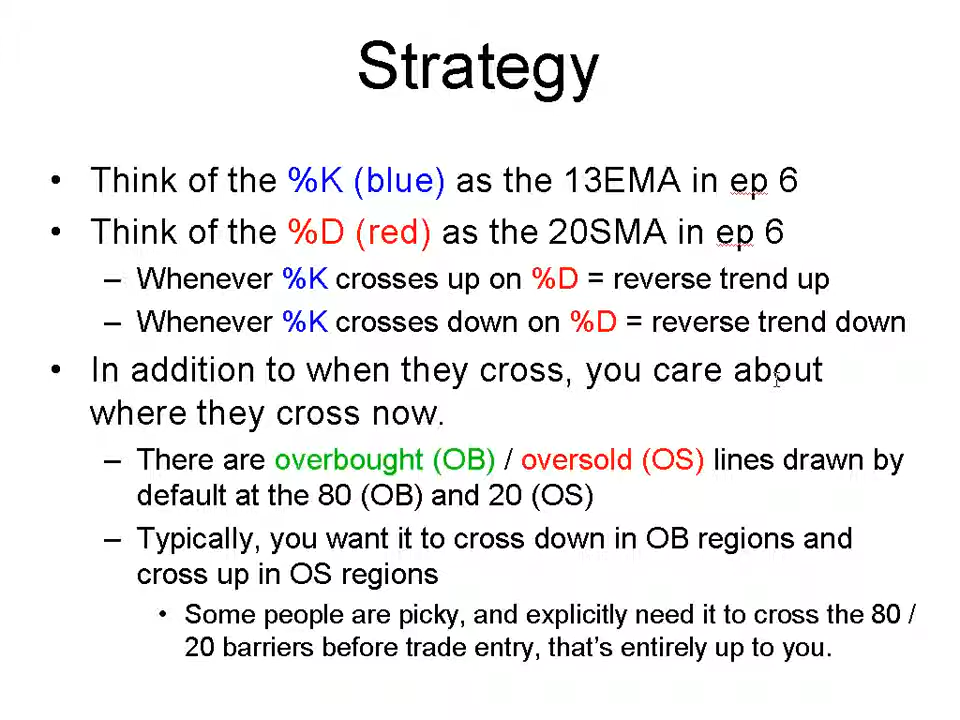 Strategy
• Think of the %K (blue) as the 13EMA in ep 6
• Think of the %D (red) as the 20SMA in ep 6
– Whenever %K crosses up on %D = reverse trend up
– Whenever %K crosses down on %D = reverse trend down
• In addition to when they cross, you care about
where they cross now.
– There are overbought (OB) / oversold (OS) lines drawn by
default at the 80 (OB) and 20 (OS)
– Typically, you want it to cross down in OB regions and
cross up in OS regions
• Some people are picky, and explicitly need it to cross the 80 /
20 barriers before trade entry, that's entirely up to you.